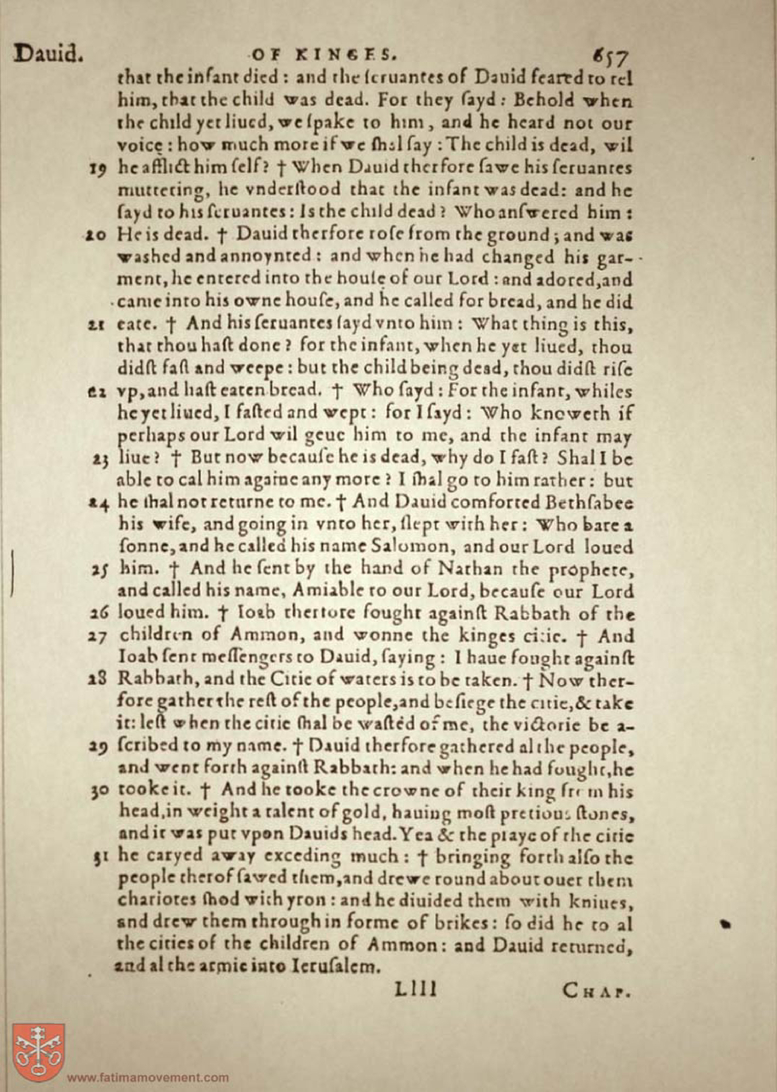 Dauid. OF KINGES. 657
that the infant died: and the ſeruantes of Dauid feared to tel
him, that the child was dead. For they ſayd: Behold when
the child yet liued, we ſpake to him, and he heard not our
voice: how much more if we ſhal ſay: The child is dead, wil
19 he afflict him ſelf? † When Dauid therfore ſawe his ſeruantes
muttering, he vnderſtood that the infant was dead: and he
ſayd to his ſeruantes: Is the child dead? Who anſwered him:
20 He is dead. † Dauid therfore roſe from the ground; and was
washed and annoynted: and when he had changed his gar-
ment, he entered into the houſe of our Lord: and adored, and
came into his owne houſe, and he called for bread, and he did
21 eate. † And his ſeruantes ſayd vnto him: What thing is this,
that thou haſt done? for the infant, when he yet liued, thou
didſt faſt and weepe: but the child being dead, thou didſt riſe
22 vp, and haſt eaten bread. † Who ſayd: For the infant, whiles
he yet liued, I faſted and wept: for I ſayd: Who knoweth if
perhaps our Lord wil geue him to me, and the infant may
23 liue? † But now becauſe he is dead, why do I faſt? Shal I be
able to cal him againe any more? I ſhal go to him rather: but
24 he ſhal not returne to me. † And Dauid comforted Bethſabee
his wife, and going in vnto her, ſlept with her: Who bare a
ſonne, and he called his name Salomon, and our Lord loued
25 him. † And he ſent by the hand of Nathan the prophete,
and called his name, Amiable to our Lord, becauſe our Lord
26 loued him. † Ioab therfore fought againſt Rabbath of the
27 children of Ammon, and wonne the kinges citie. † And
Ioab ſent meſſengers to Dauid, ſaying: I haue fought againſt
28 Rabbath, and the Citie of waters is to be taken. † Now ther-
fore gather the reſt of the people, and beſiege the citie, & take
it: leſt when the citie ſhal be waſted of me, the victorie be a-
29 ſcribed to my name. † Dauid therfore gathered al the people,
and went forth againſt Rabbath: and when he had fought, he
30 tooke it. † And he tooke the crowne of their king from his
head, in weight a talent of gold, hauing moſt pretious ſtones,
and it was put vpon Dauids head. Yea & the praye of the citie
31 he caryed away exceding much: † bringing forth alſo the
people therof ſawed them, and drewe round about ouer them
chariotes ſhod with yron: and he diuided them with kniues,
and drew them through in forme of brikes: ſo did he to al
the cities of the children of Ammon: and Dauid returned,
and al the armie into Ieruſalem.
LIII CHAP.
www.fatimamovement.com